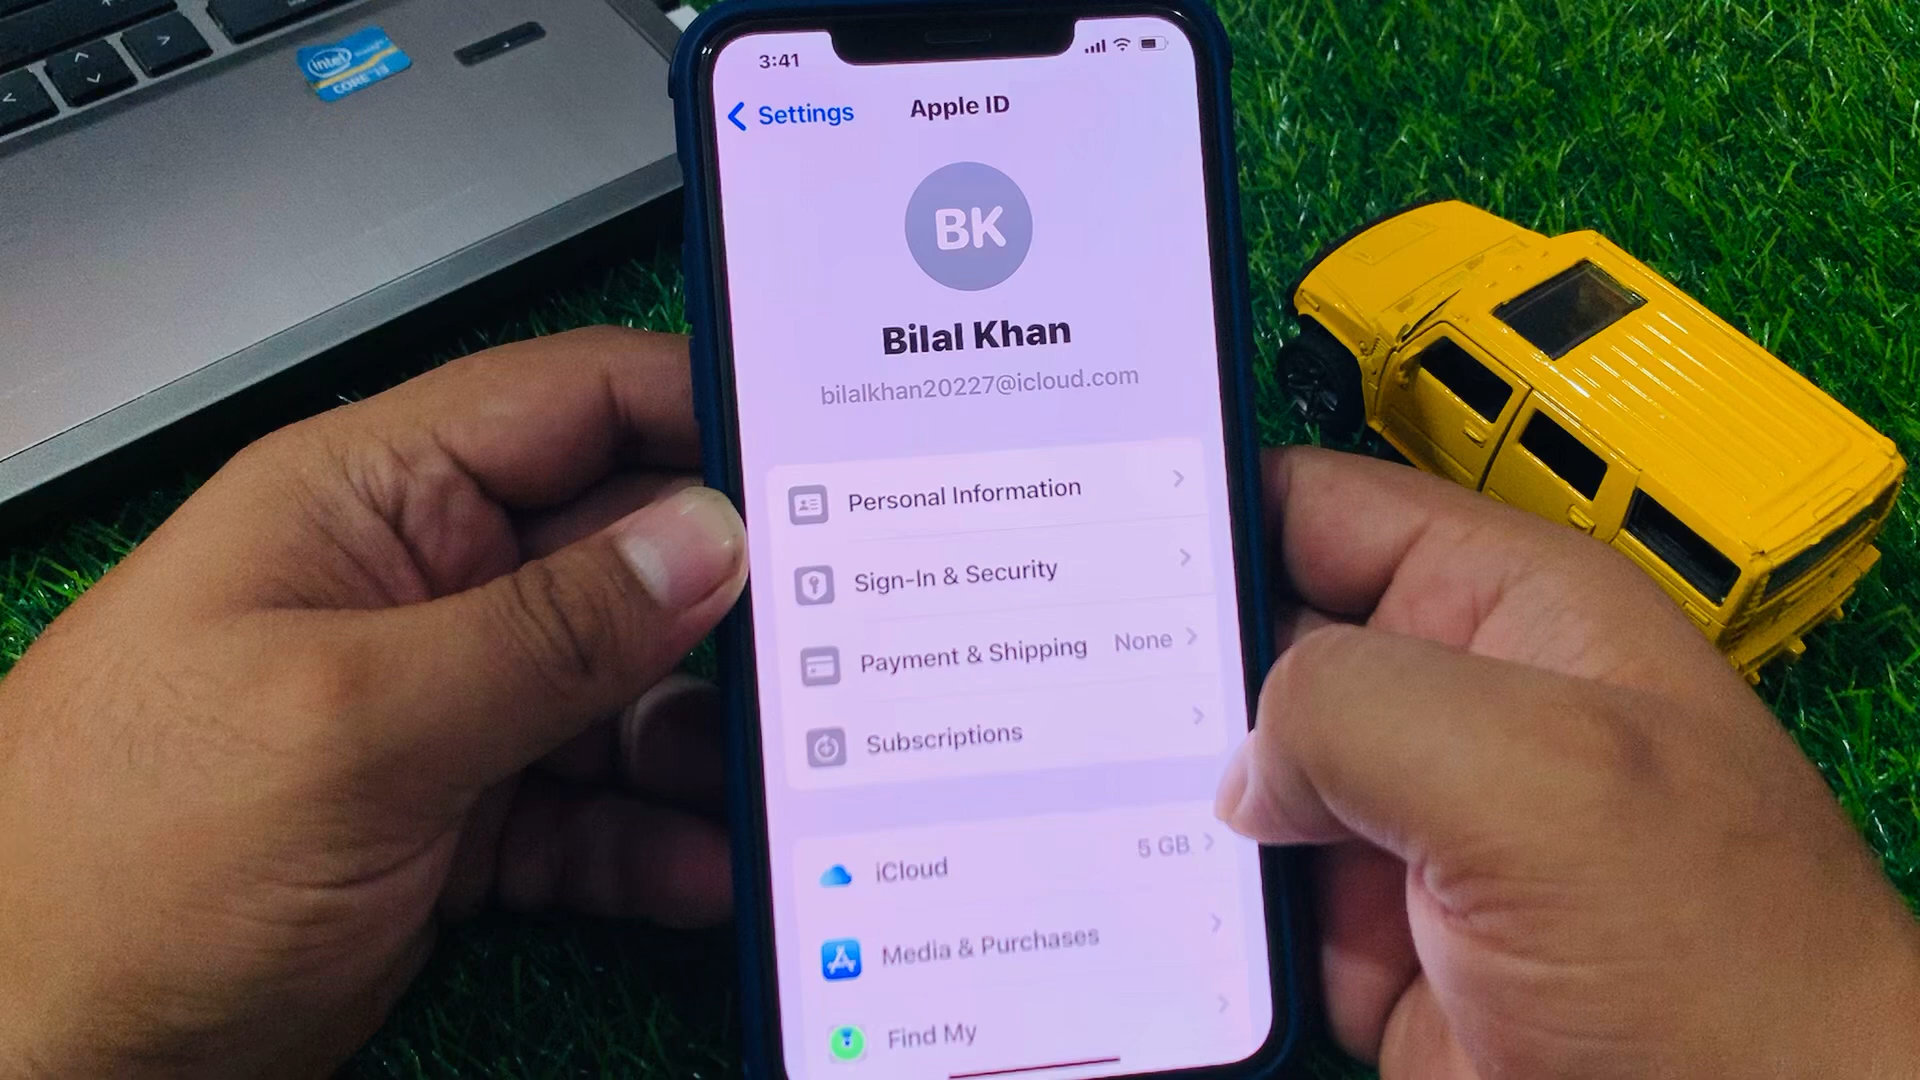 intel
CORE i3
3:41
Settings
Apple ID
BK
Bilal Khan
bilalkhan20227@icloud.com
Personal Information
Sign-In & Security
Payment & Shipping None
Subscriptions
iCloud 5 GB
Media & Purchases
Find My